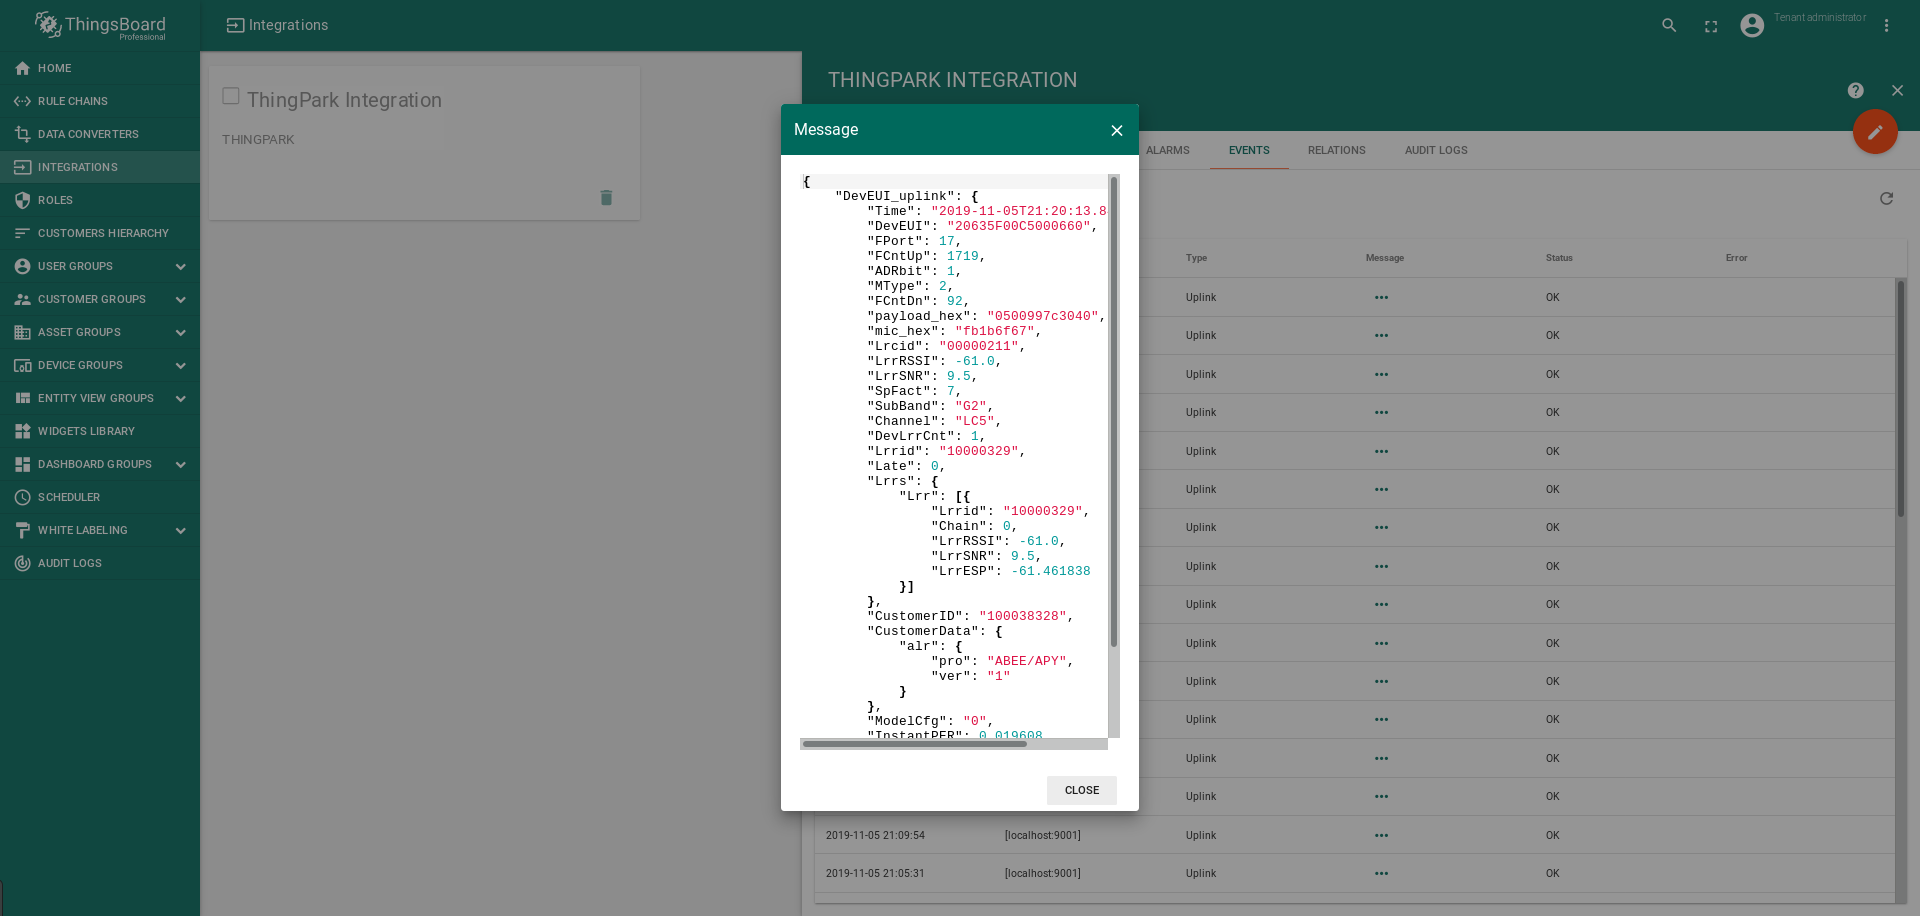 ThingsBoard
Professional
Integrations
Tenant administrator
HOME
RULE CHAINS
DATA CONVERTERS
INTEGRATIONS
ROLES
CUSTOMERS HIERARCHY
USER GROUPS
CUSTOMER GROUPS
ASSET GROUPS
DEVICE GROUPS
ENTITY VIEW GROUPS
WIDGETS LIBRARY
DASHBOARD GROUPS
SCHEDULER
WHITE LABELING
AUDIT LOGS
ThingPark Integration
THINGPARK
THINGPARK INTEGRATION
ALARMS EVENTS RELATIONS AUDIT LOGS
Type Message Status Error
Uplink ••• OK
Uplink ••• OK
Uplink ••• OK
Uplink ••• OK
Uplink ••• OK
Uplink ••• OK
Uplink ••• OK
Uplink ••• OK
Uplink ••• OK
Uplink ••• OK
Uplink ••• OK
Uplink ••• OK
Uplink ••• OK
Uplink ••• OK
2019-11-05 21:09:54 [localhost:9001] Uplink ••• OK
2019-11-05 21:05:31 [localhost:9001] Uplink ••• OK
Message
{
"DevEUI_uplink": {
"Time": "2019-11-05T21:20:13.8
"DevEUI": "20635F00C5000660",
"FPort": 17,
"FCntUp": 1719,
"ADRbit": 1,
"MType": 2,
"FCntDn": 92,
"payload_hex": "0500997c3040",
"mic_hex": "fb1b6f67",
"Lrcid": "00000211",
"LrrRSSI": -61.0,
"LrrSNR": 9.5,
"SpFact": 7,
"SubBand": "G2",
"Channel": "LC5",
"DevLrrCnt": 1,
"Lrrid": "10000329",
"Late": 0,
"Lrrs": {
"Lrr": [{
"Lrrid": "10000329",
"Chain": 0,
"LrrRSSI": -61.0,
"LrrSNR": 9.5,
"LrrESP": -61.461838
}]
},
"CustomerID": "100038328",
"CustomerData": {
"alr": {
"pro": "ABEE/APY",
"ver": "1"
}
},
"ModelCfg": "0",
"InstantPER": 0.019608
CLOSE